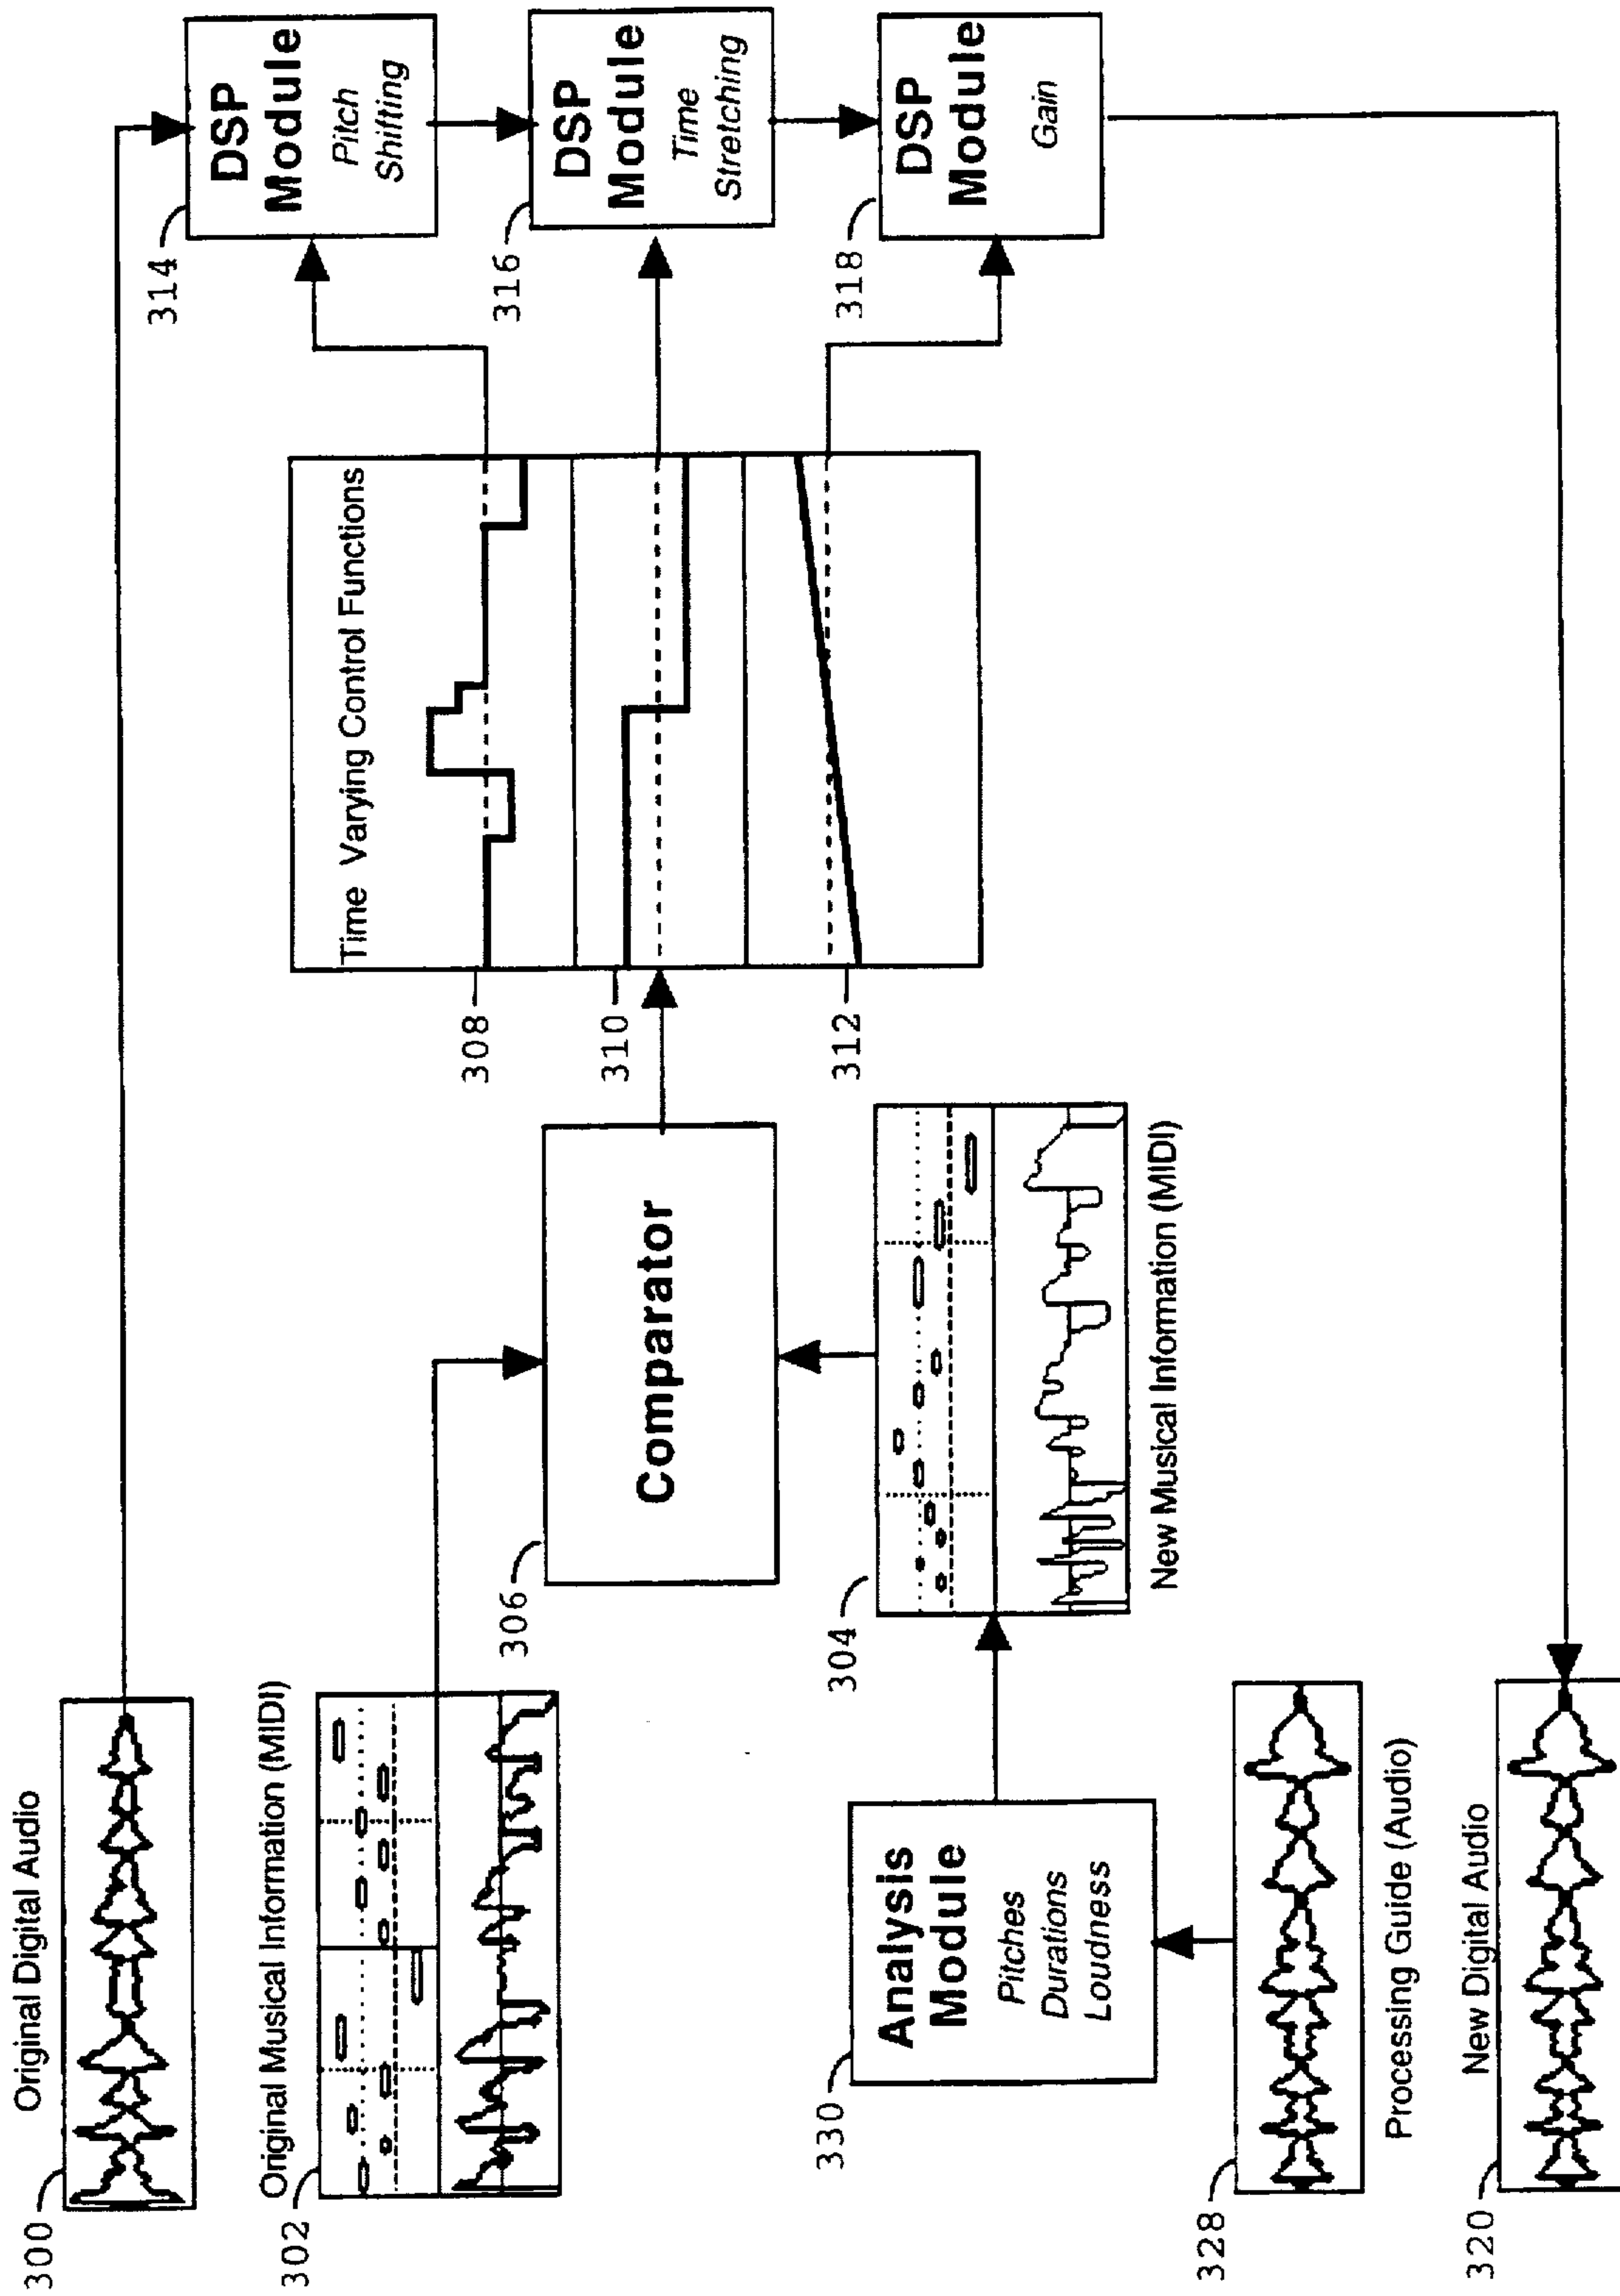 Original Digital Audio
300
Original Musical Information (MIDI)
302
306
Comparator
304
New Musical Information (MIDI)
330
Analysis
Module
Pitches
Durations
Loudness
328
Processing Guide (Audio)
New Digital Audio
320
Time Varying Control Functions
308
310
312
314
DSP
Module
Pitch
Shifting
316
DSP
Module
Time
Stretching
318
DSP
Module
Gain